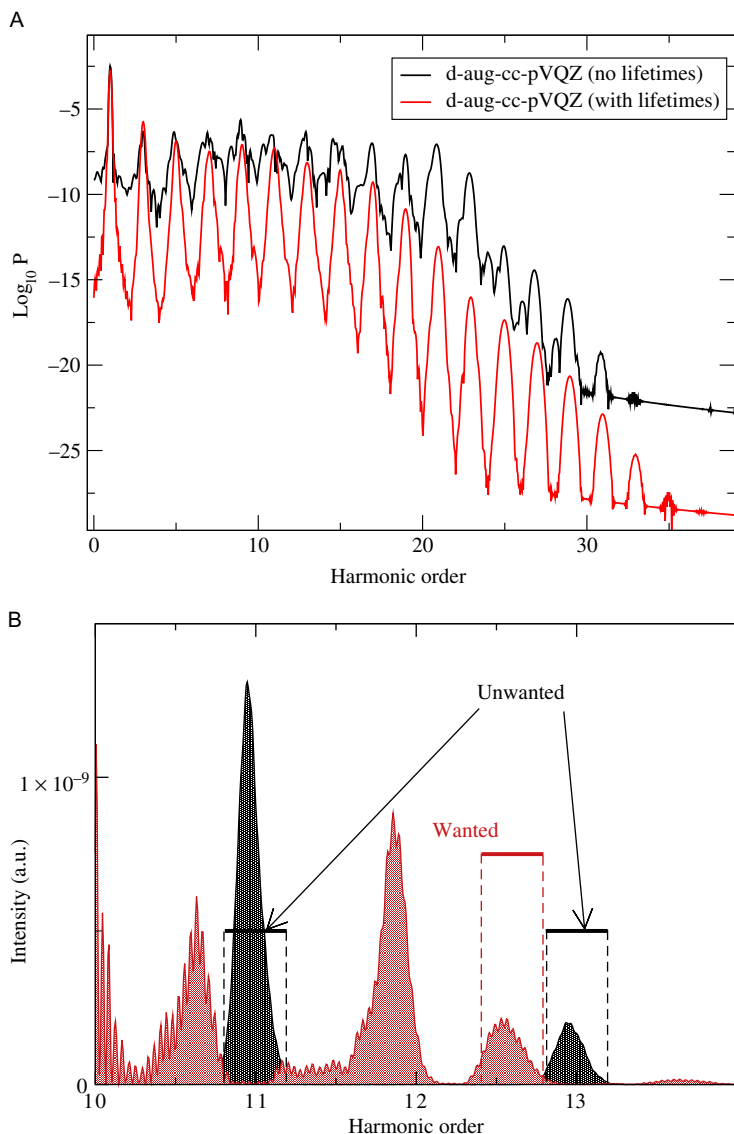 A
d-aug-cc-pVQZ (no lifetimes)
d-aug-cc-pVQZ (with lifetimes)
−5
−10
−15
−20
−25
Log10 P
0
10
20
30
Harmonic order
B
Unwanted
Wanted
1 × 10−9
0
Intensity (a.u.)
10
11
12
13
Harmonic order